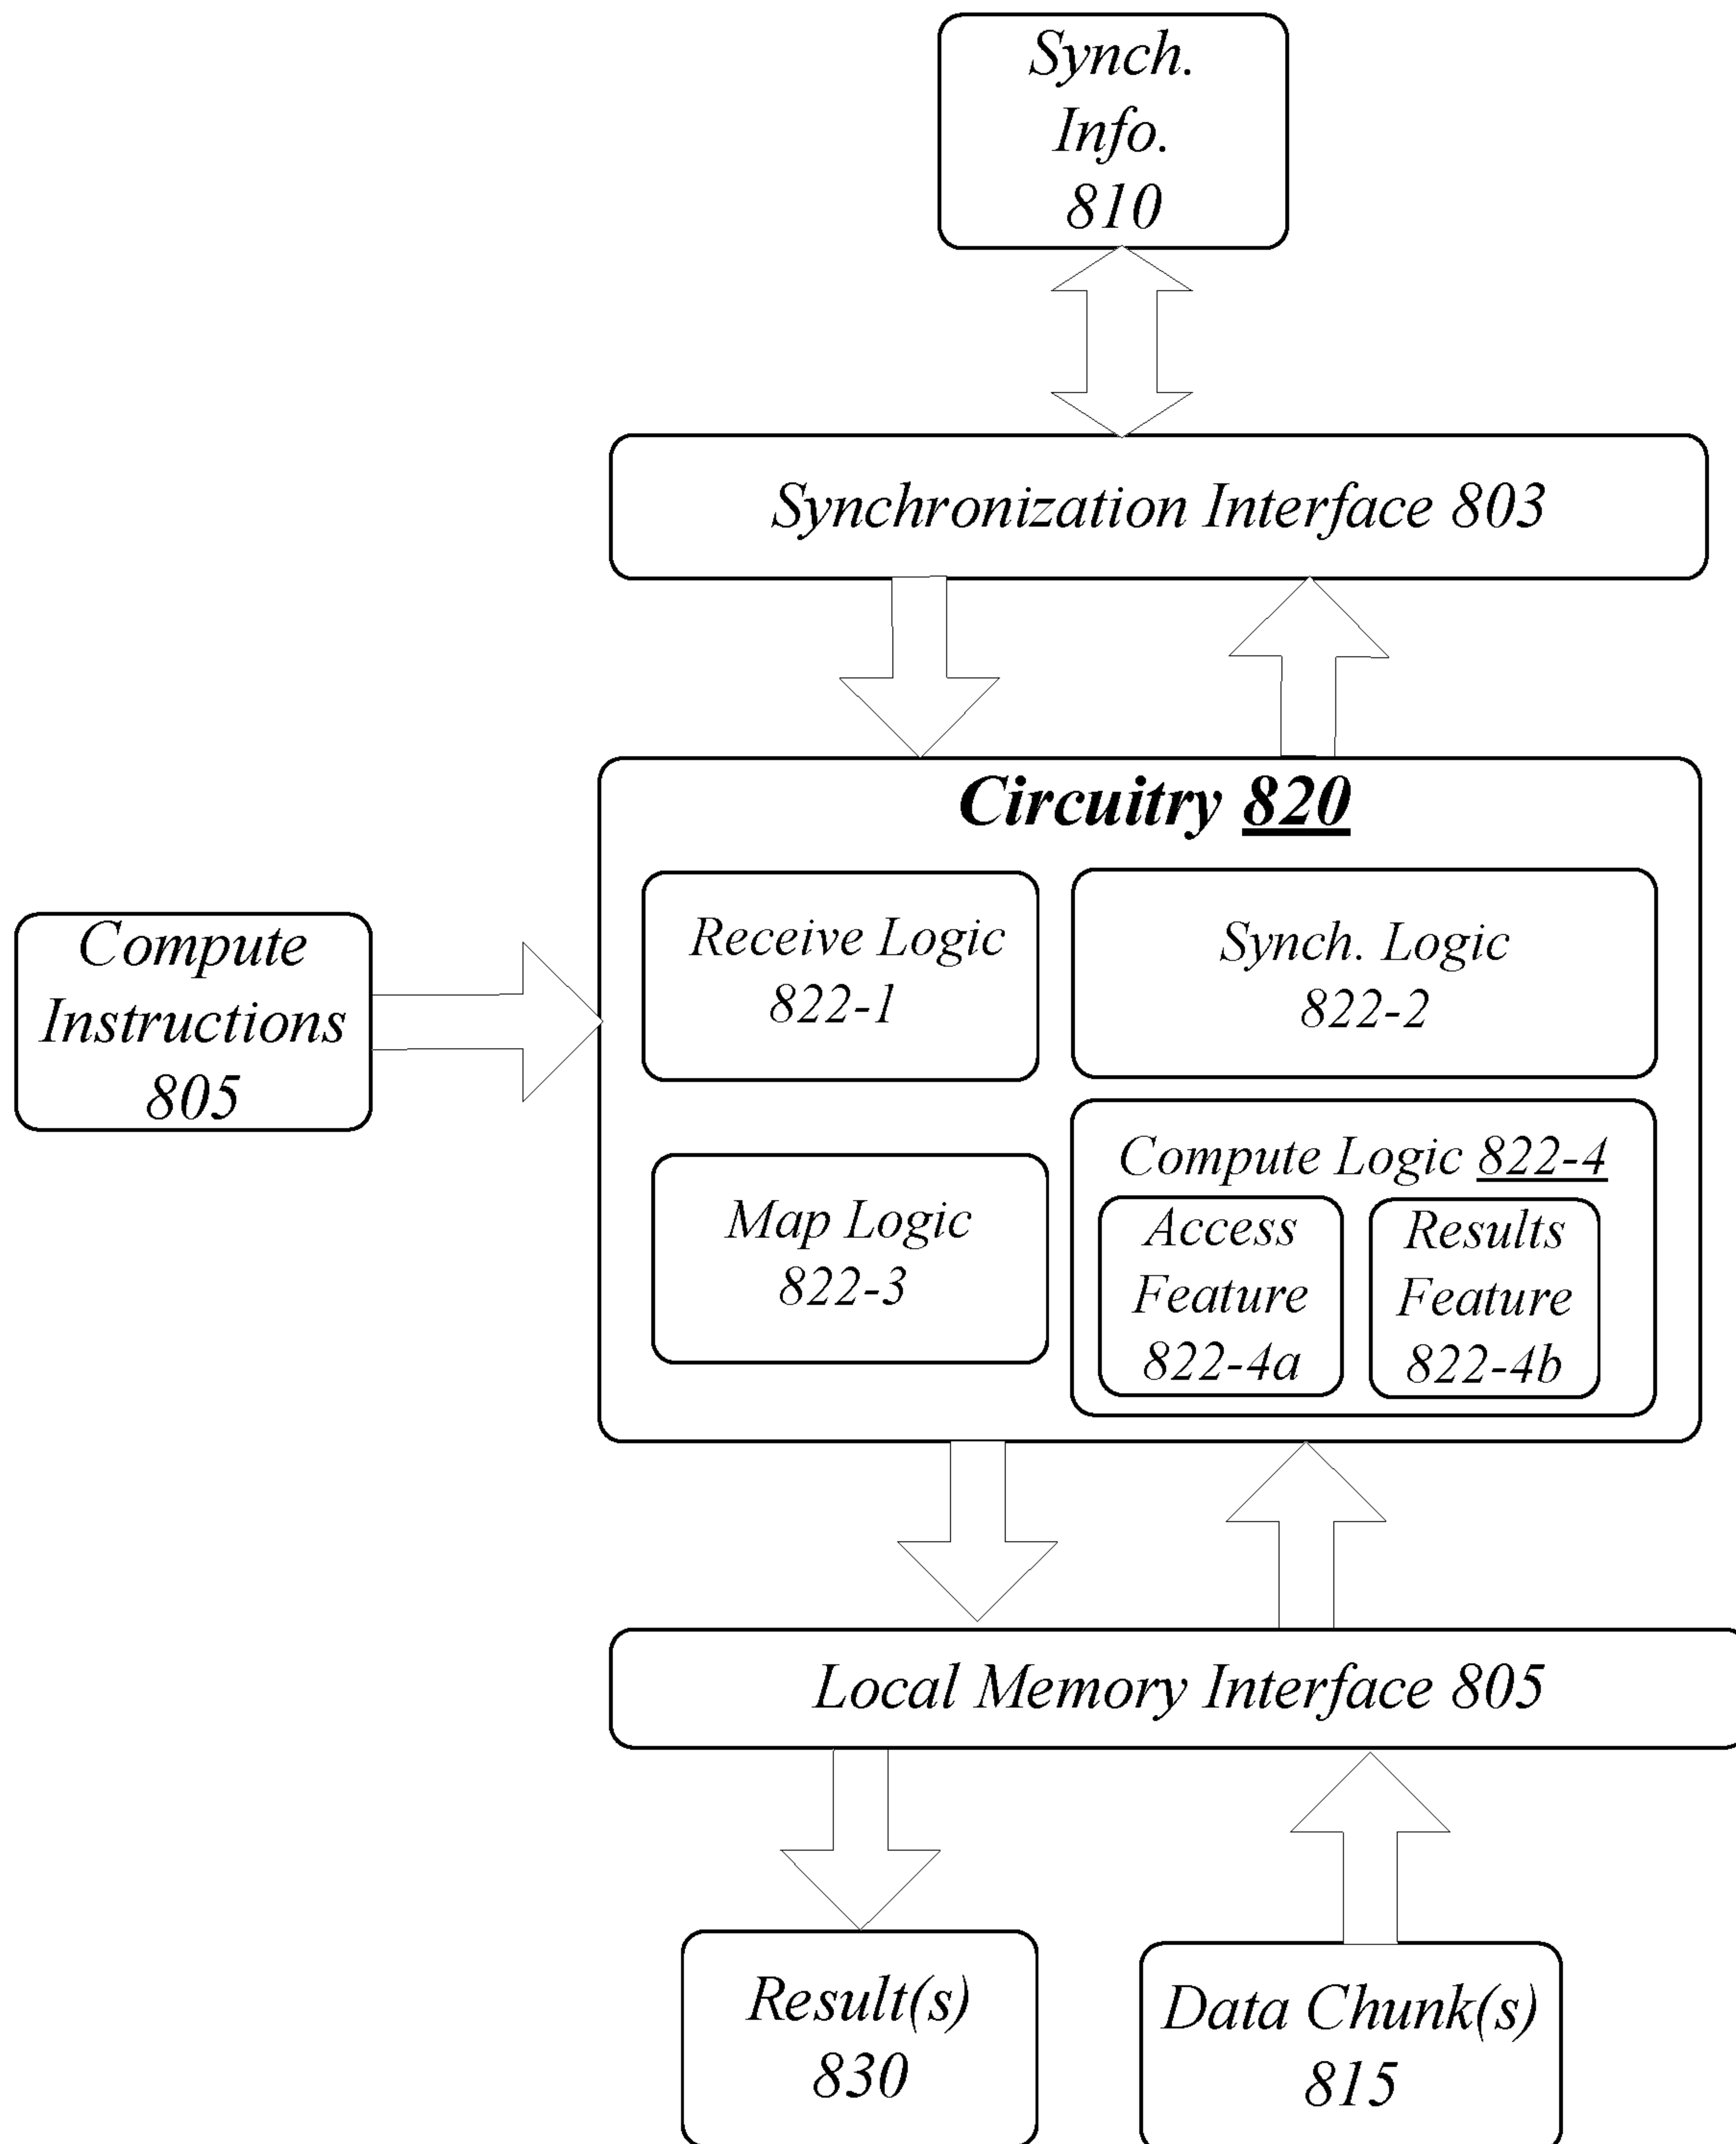 Synch.
Info.
810
Synchronization Interface 803
Circuitry 820
Receive Logic
822-1
Synch. Logic
822-2
Compute
Instructions
805
Map Logic
822-3
Compute Logic 822-4
Access
Feature
822-4a
Results
Feature
822-4b
Local Memory Interface 805
Result(s)
830
Data Chunk(s)
815